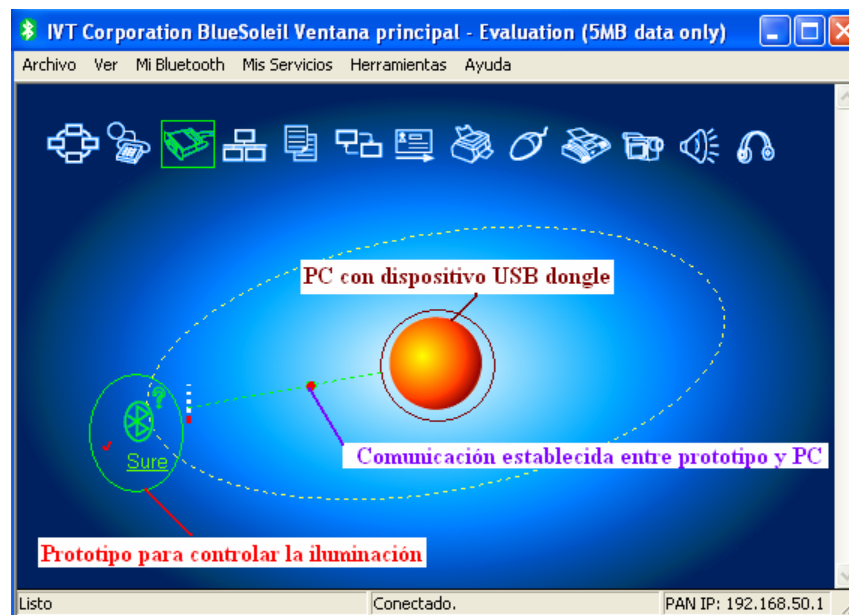 IVT Corporation BlueSoleil Ventana principal - Evaluation (5MB data only)
Archivo Ver Mi Bluetooth Mis Servicios Herramientas Ayuda
PC con dispositivo USB dongle
?
Sure
Comunicación establecida entre prototipo y PC
Prototipo para controlar la iluminación
Listo Conectado. PAN IP: 192.168.50.1